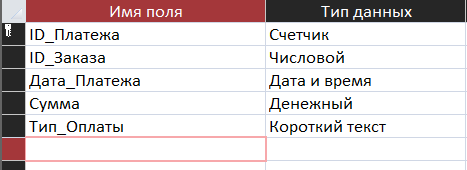 Имя поля Тип данных
ID_Платежа Счетчик
ID_Заказа Числовой
Дата_Платежа Дата и время
Сумма Денежный
Тип_Оплаты Короткий текст